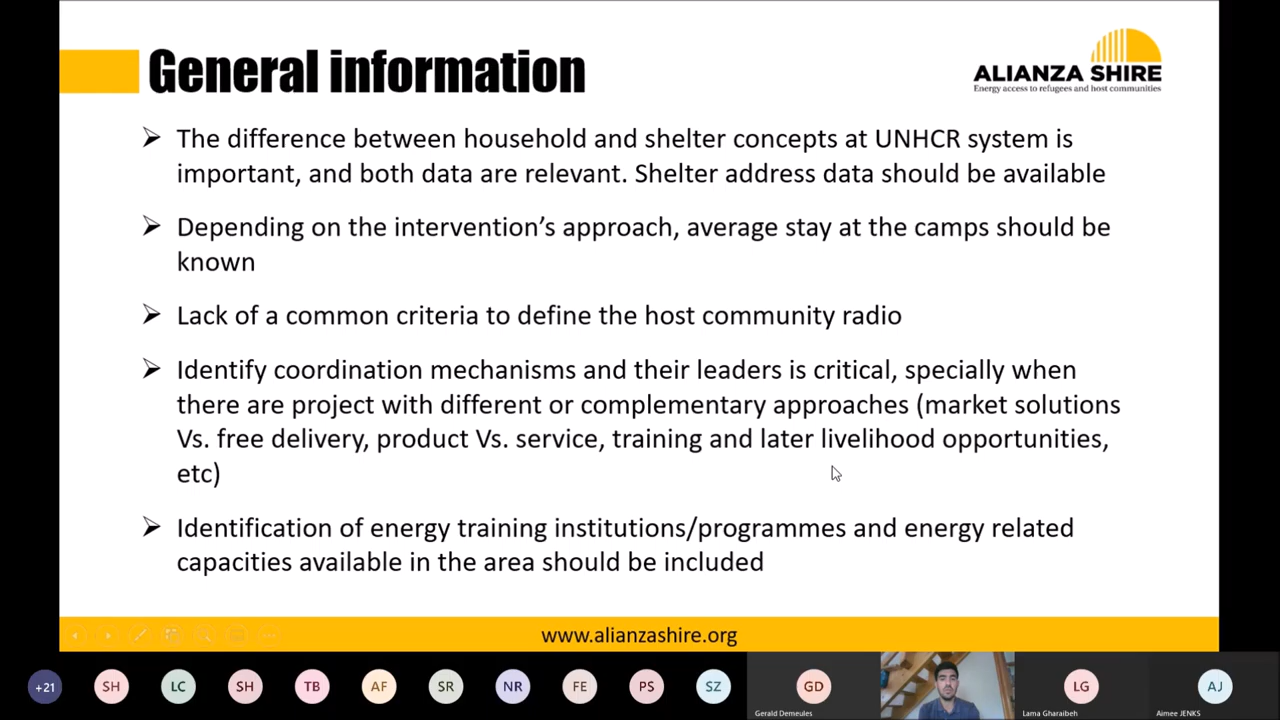 General information
ALIANZA SHIRE
Energy access to refugees and host communities
➢ The difference between household and shelter concepts at UNHCR system is
important, and both data are relevant. Shelter address data should be available
➢ Depending on the intervention’s approach, average stay at the camps should be
known
➢ Lack of a common criteria to define the host community radio
➢ Identify coordination mechanisms and their leaders is critical, specially when
there are project with different or complementary approaches (market solutions
Vs. free delivery, product Vs. service, training and later livelihood opportunities,
etc)
➢ Identification of energy training institutions/programmes and energy related
capacities available in the area should be included
www.alianzashire.org
+21 SH LC SH TB AF SR NR FE PS SZ GD LG AJ
Gerald Demeules Lama Gharaibeh Aimee JENKS